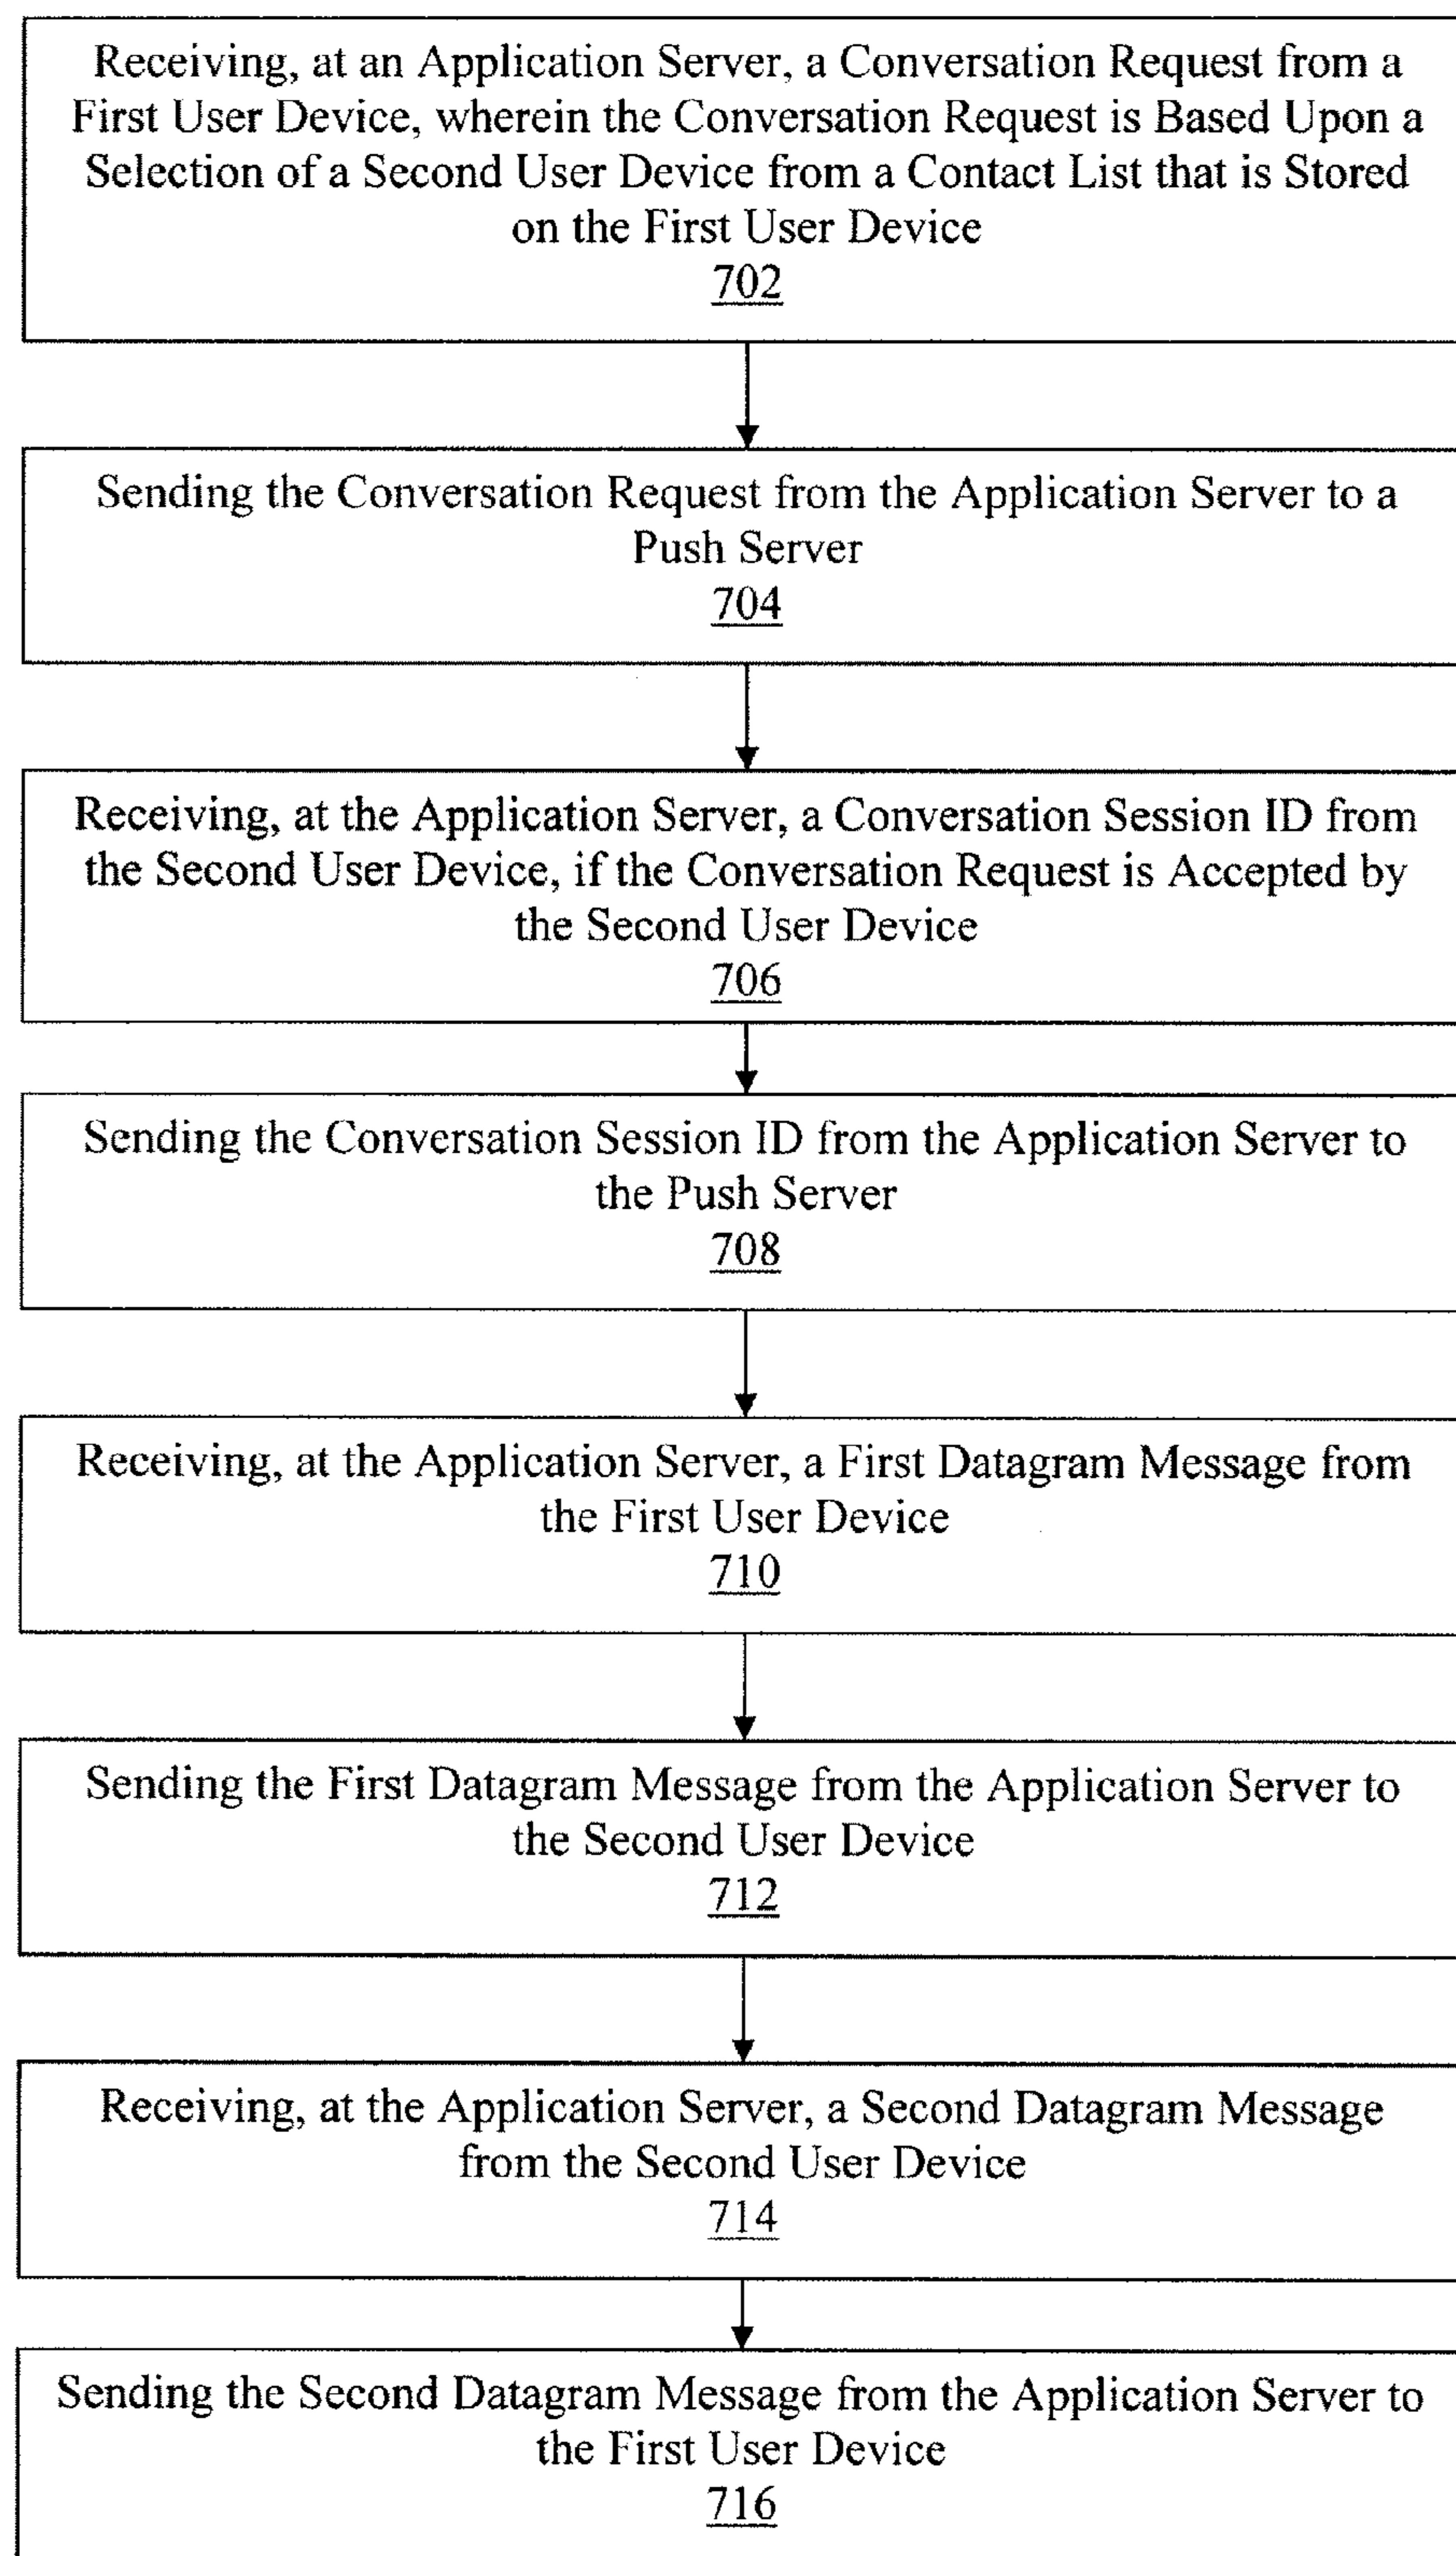 Receiving, at an Application Server, a Conversation Request from a
First User Device, wherein the Conversation Request is Based Upon a
Selection of a Second User Device from a Contact List that is Stored
on the First User Device
702
Sending the Conversation Request from the Application Server to a
Push Server
704
Receiving, at the Application Server, a Conversation Session ID from
the Second User Device, if the Conversation Request is Accepted by
the Second User Device
706
Sending the Conversation Session ID from the Application Server to
the Push Server
708
Receiving, at the Application Server, a First Datagram Message from
the First User Device
710
Sending the First Datagram Message from the Application Server to
the Second User Device
712
Receiving, at the Application Server, a Second Datagram Message
from the Second User Device
714
Sending the Second Datagram Message from the Application Server to
the First User Device
716